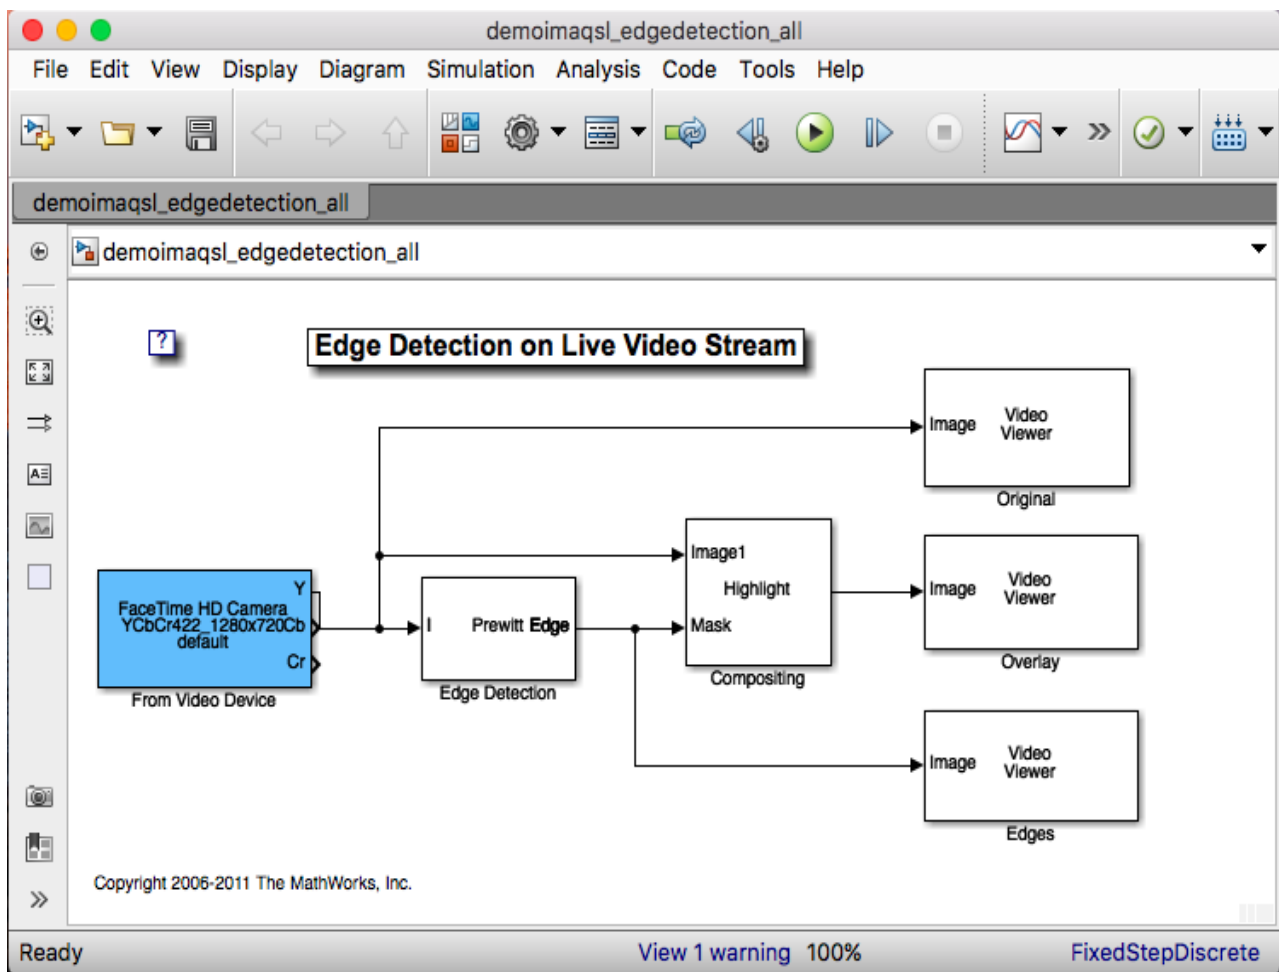 demoimaqsl_edgedetection_all
File Edit View Display Diagram Simulation Analysis Code Tools Help
demoimaqsl_edgedetection_all
demoimaqsl_edgedetection_all
?
Edge Detection on Live Video Stream
Image
Video
Viewer
Original
Image1
Highlight
Mask
Compositing
Image
Video
Viewer
Overlay
Y
FaceTime HD Camera
YCbCr422_1280x720Cb
default
Cr
From Video Device
I Prewitt Edge
Edge Detection
Image
Video
Viewer
Edges
Copyright 2006-2011 The MathWorks, Inc.
Ready View 1 warning 100% FixedStepDiscrete